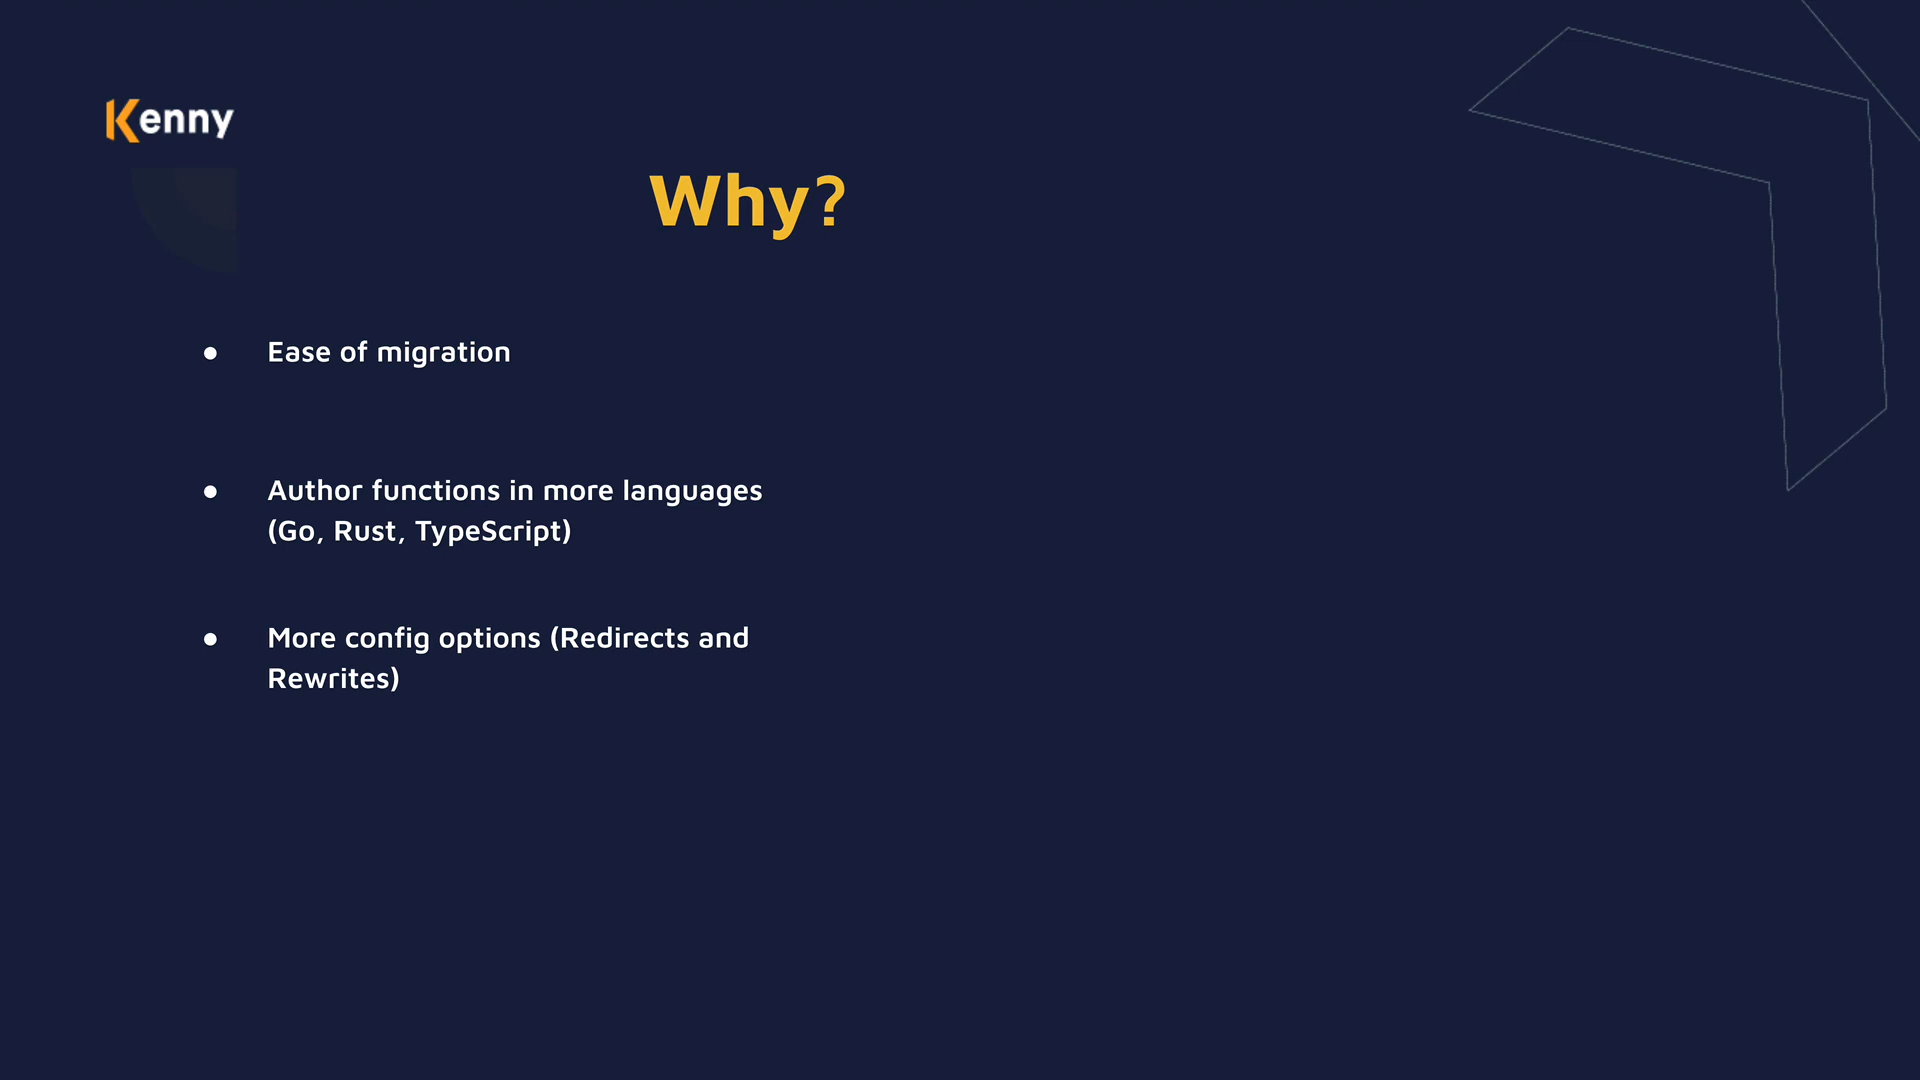 Kenny
Why?
● Ease of migration
● Author functions in more languages
(Go, Rust, TypeScript)
● More config options (Redirects and
Rewrites)